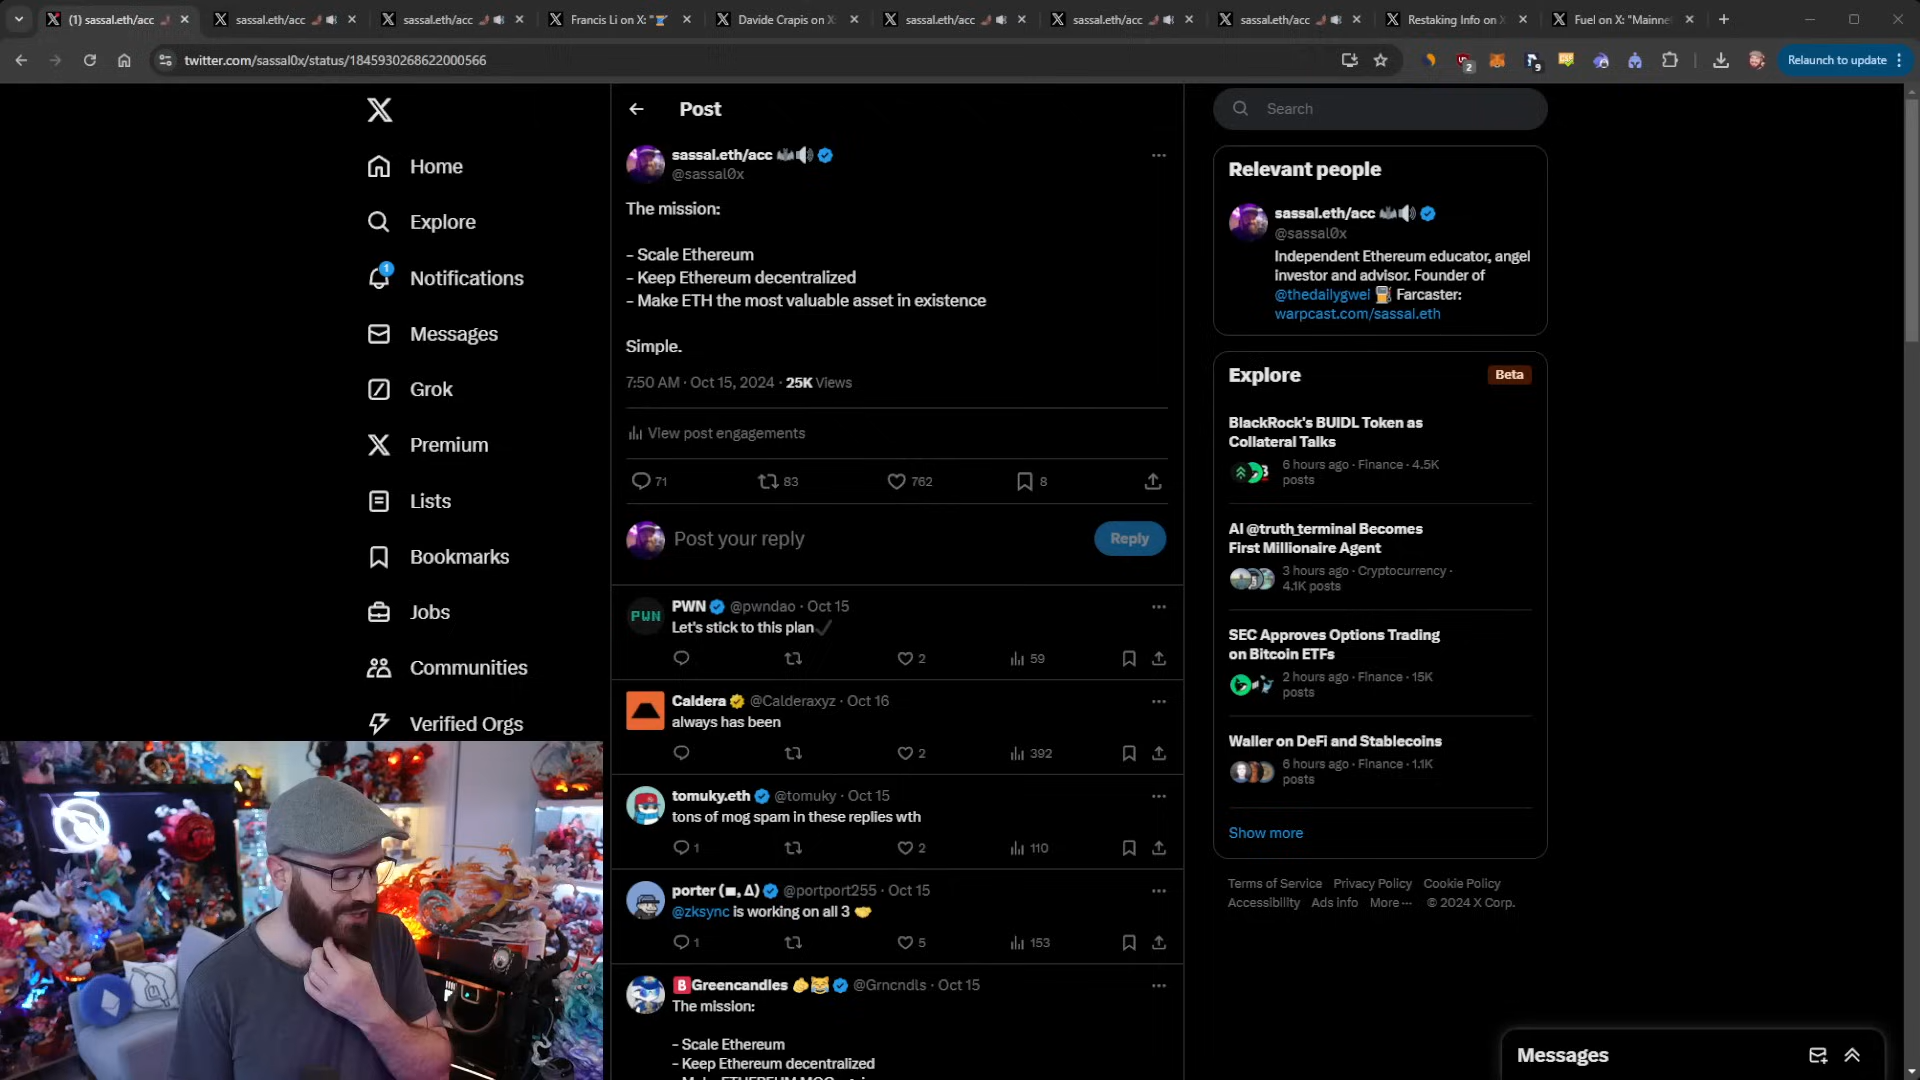 (1) sassal.eth/acc
sassal.eth/acc
sassal.eth/acc
Francis Li on X: "
Davide Crapis on X
sassal.eth/acc
sassal.eth/acc
sassal.eth/acc
Restaking Info on X
Fuel on X: "Mainne
twitter.com/sassal0x/status/1845930268622000566
2
9
Relaunch to update
Home
Explore
1
Notifications
Messages
Grok
Premium
Lists
Bookmarks
Jobs
Communities
Verified Orgs
Post
sassal.eth/acc
@sassal0x
The mission:
- Scale Ethereum
- Keep Ethereum decentralized
- Make ETH the most valuable asset in existence
Simple.
7:50 AM · Oct 15, 2024 · 25K Views
View post engagements
71 83 762 8
Post your reply
Reply
PWN
PWN @pwndao · Oct 15
Let's stick to this plan✓
2 59
Caldera @Calderaxyz · Oct 16
always has been
2 392
tomuky.eth @tomuky · Oct 15
tons of mog spam in these replies wth
1 2 110
porter (■, Δ) @portport255 · Oct 15
@zksync is working on all 3 🤝
1 5 153
🅱️Greencandles @Grncndls · Oct 15
The mission:
- Scale Ethereum
- Keep Ethereum decentralized
Search
Relevant people
sassal.eth/acc
@sassal0x
Independent Ethereum educator, angel
investor and advisor. Founder of
@thedailygwei ⛽ Farcaster:
warpcast.com/sassal.eth
Explore
Beta
BlackRock's BUIDL Token as
Collateral Talks
6 hours ago · Finance · 4.5K
posts
AI @truth_terminal Becomes
First Millionaire Agent
3 hours ago · Cryptocurrency ·
4.1K posts
SEC Approves Options Trading
on Bitcoin ETFs
2 hours ago · Finance · 15K
posts
Waller on DeFi and Stablecoins
6 hours ago · Finance · 1.1K
posts
Show more
Terms of Service Privacy Policy Cookie Policy
Accessibility Ads info More ··· © 2024 X Corp.
Messages